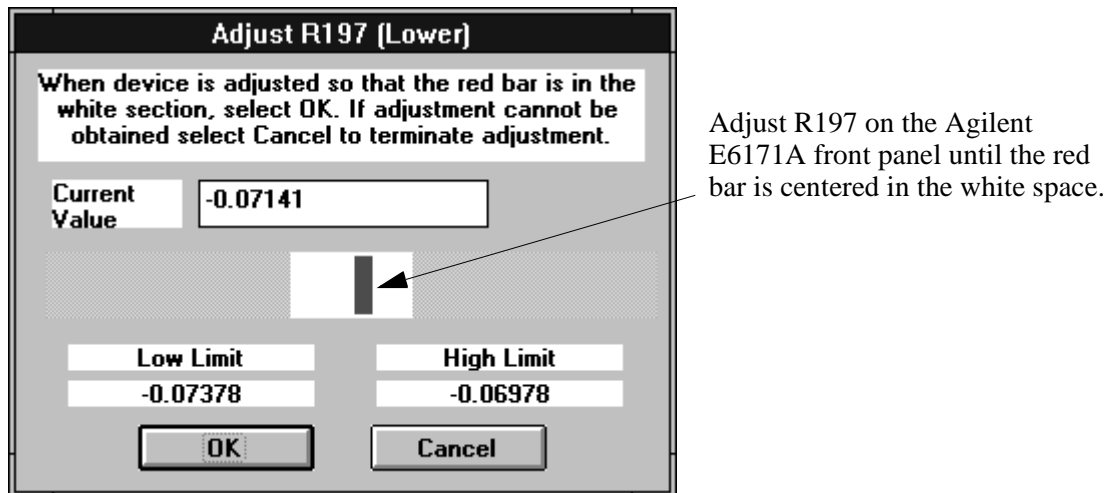 Adjust R197 (Lower)
When device is adjusted so that the red bar is in the
white section, select OK. If adjustment cannot be
obtained select Cancel to terminate adjustment.
Current
Value
-0.07141
Low Limit
High Limit
-0.07378
-0.06978
OK
Cancel
Adjust R197 on the Agilent
E6171A front panel until the red
bar is centered in the white space.